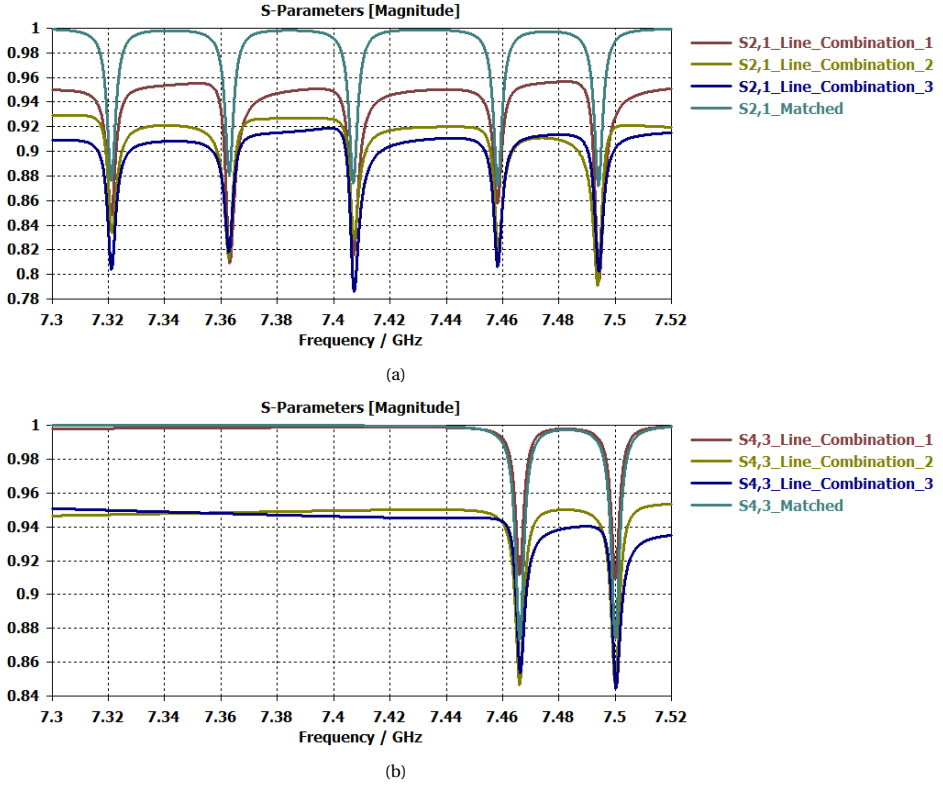 S-Parameters [Magnitude]
1
0.98
0.96
0.94
0.92
0.9
0.88
0.86
0.84
0.82
0.8
0.78
7.3 7.32 7.34 7.36 7.38 7.4 7.42 7.44 7.46 7.48 7.5 7.52
Frequency / GHz
S2,1_Line_Combination_1
S2,1_Line_Combination_2
S2,1_Line_Combination_3
S2,1_Matched
(a)
S-Parameters [Magnitude]
1
0.98
0.96
0.94
0.92
0.9
0.88
0.86
0.84
7.3 7.32 7.34 7.36 7.38 7.4 7.42 7.44 7.46 7.48 7.5 7.52
Frequency / GHz
S4,3_Line_Combination_1
S4,3_Line_Combination_2
S4,3_Line_Combination_3
S4,3_Matched
(b)